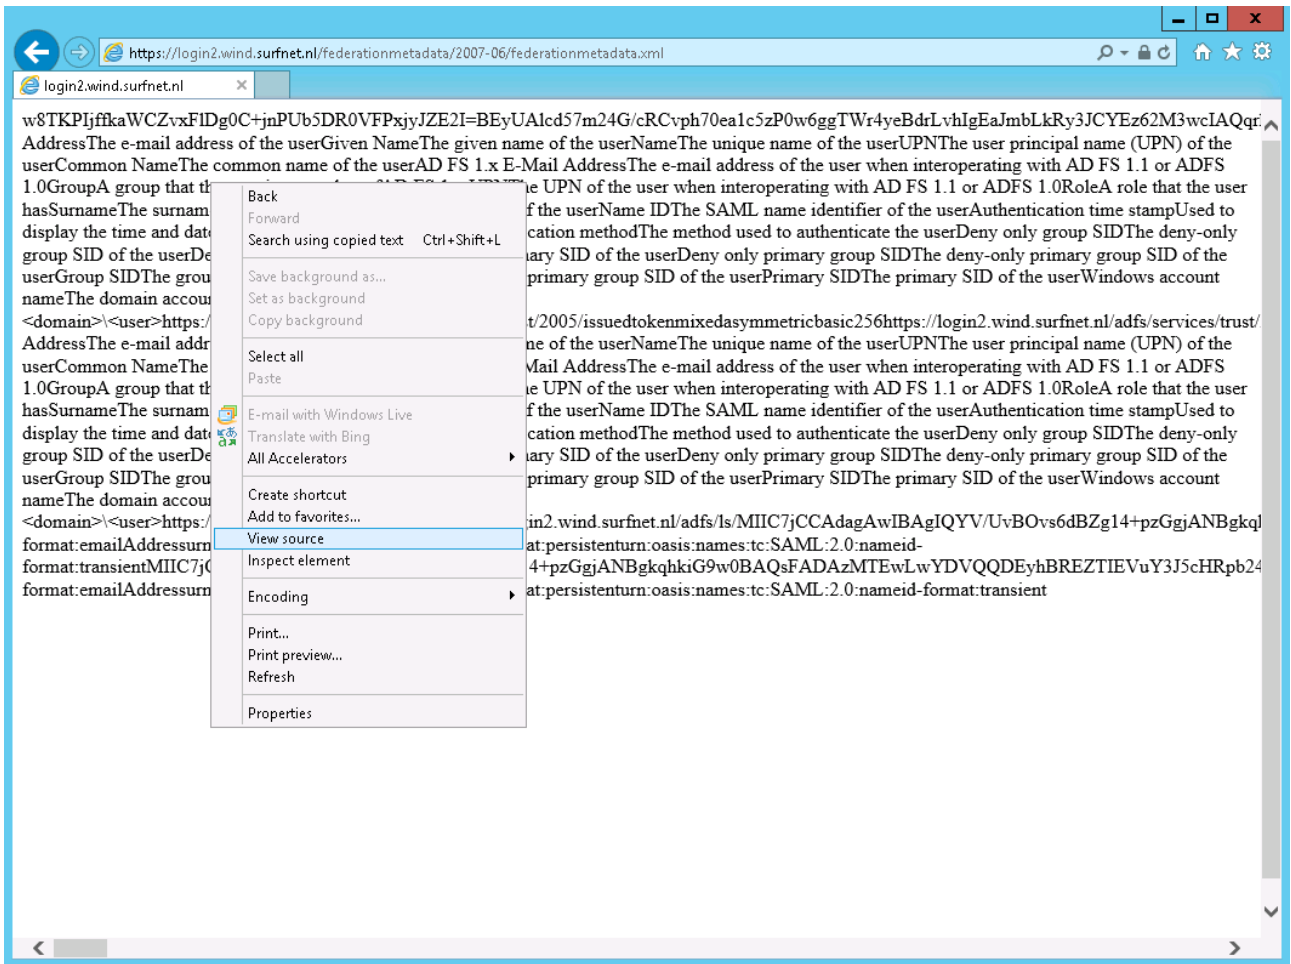 https://login2.wind.surfnet.nl/federationmetadata/2007-06/federationmetadata.xml
login2.wind.surfnet.nl
w8TKPIjffkaWCZvxFlDg0C+jnPUb5DR0VFPxjyJZE2I=BEyUAlcd57m24G/cRCvph70ea1c5zP0w6ggTWr4yeBdrLvhIgEaJmbLkRy3JCYEz62M3wcIAQqr
AddressThe e-mail address of the userGiven NameThe given name of the userNameThe unique name of the userUPNThe user principal name (UPN) of the
userCommon NameThe common name of the userAD FS 1.x E-Mail AddressThe e-mail address of the user when interoperating with AD FS 1.1 or ADFS
1.0GroupA group that th UPN of the user when interoperating with AD FS 1.1 or ADFS 1.0RoleA role that the user
hasSurnameThe surnam f the userName IDThe SAML name identifier of the userAuthentication time stampUsed to
display the time and date cation methodThe method used to authenticate the userDeny only group SIDThe deny-only
group SID of the userDe ary SID of the userDeny only primary group SIDThe deny-only primary group SID of the
userGroup SIDThe grou primary group SID of the userPrimary SIDThe primary SID of the userWindows account
nameThe domain accour
<domain>\<user>https:/ t/2005/issuedtokenmixedasymmetricbasic256https://login2.wind.surfnet.nl/adfs/services/trust/
AddressThe e-mail addr ne of the userNameThe unique name of the userUPNThe user principal name (UPN) of the
userCommon NameThe Mail AddressThe e-mail address of the user when interoperating with AD FS 1.1 or ADFS
1.0GroupA group that th e UPN of the user when interoperating with AD FS 1.1 or ADFS 1.0RoleA role that the user
hasSurnameThe surnam f the userName IDThe SAML name identifier of the userAuthentication time stampUsed to
display the time and date cation methodThe method used to authenticate the userDeny only group SIDThe deny-only
group SID of the userDe ary SID of the userDeny only primary group SIDThe deny-only primary group SID of the
userGroup SIDThe grou primary group SID of the userPrimary SIDThe primary SID of the userWindows account
nameThe domain accour
<domain>\<user>https:/ in2.wind.surfnet.nl/adfs/ls/MIIC7jCCAdagAwIBAgIQYV/UvBOvs6dBZg14+pzGgjANBgkql
format:emailAddressurn at:persistenturn:oasis:names:tc:SAML:2.0:nameid-
format:transientMIIC7jC 4+pzGgjANBgkqhkiG9w0BAQsFADAzMTEwLwYDVQQDEyhBREZTIEVuY3J5cHRpb24
format:emailAddressurn at:persistenturn:oasis:names:tc:SAML:2.0:nameid-format:transient
Back
Forward
Search using copied text Ctrl+Shift+L
Save background as...
Set as background
Copy background
Select all
Paste
E-mail with Windows Live
Translate with Bing
All Accelerators
Create shortcut
Add to favorites...
View source
Inspect element
Encoding
Print...
Print preview...
Refresh
Properties